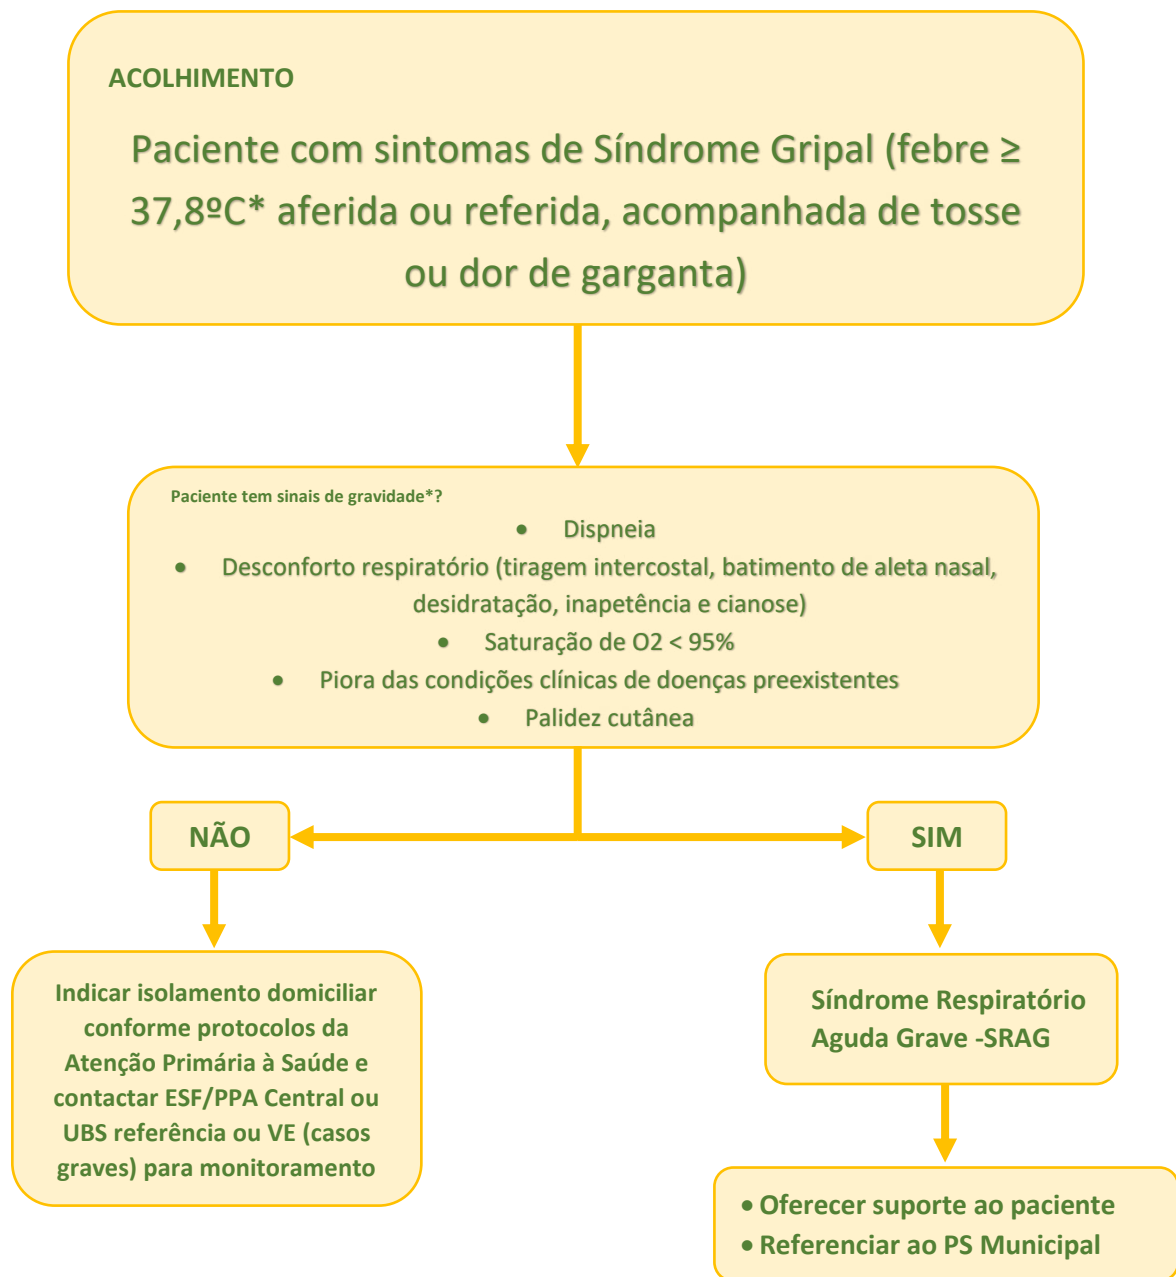 ACOLHIMENTO
Paciente com sintomas de Síndrome Gripal (febre ≥
37,8ºC* aferida ou referida, acompanhada de tosse
ou dor de garganta)
Paciente tem sinais de gravidade*?
• Dispneia
• Desconforto respiratório (tiragem intercostal, batimento de aleta nasal,
desidratação, inapetência e cianose)
• Saturação de O2 < 95%
• Piora das condições clínicas de doenças preexistentes
• Palidez cutânea
NÃO
SIM
Indicar isolamento domiciliar
conforme protocolos da
Atenção Primária à Saúde e
contactar ESF/PPA Central ou
UBS referência ou VE (casos
graves) para monitoramento
Síndrome Respiratório
Aguda Grave -SRAG
• Oferecer suporte ao paciente
• Referenciar ao PS Municipal